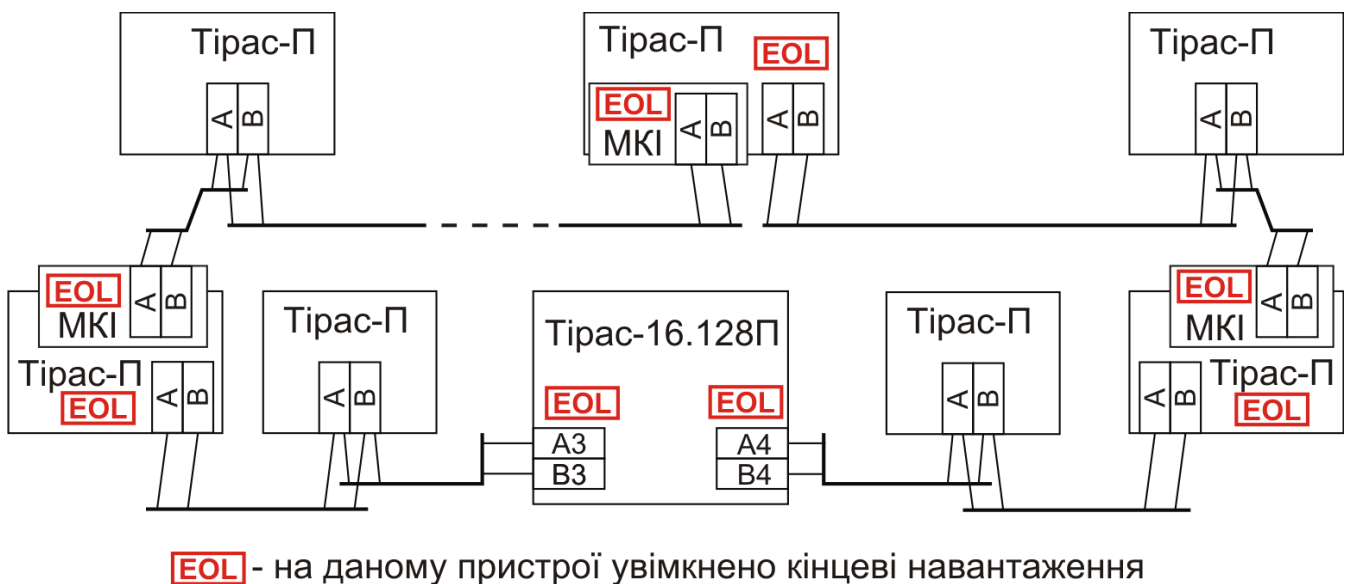 Тірас-П
A B
Тірас-П
EOL
EOL
МКІ
A B
A B
Тірас-П
A B
EOL
МКІ
A B
Тірас-П
EOL
A B
Тірас-П
A B
Тірас-16.128П
EOL
EOL
A3
B3
A4
B4
Тірас-П
A B
EOL
МКІ
A B
Тірас-П
EOL
A B
EOL - на даному пристрої увімкнено кінцеві навантаження